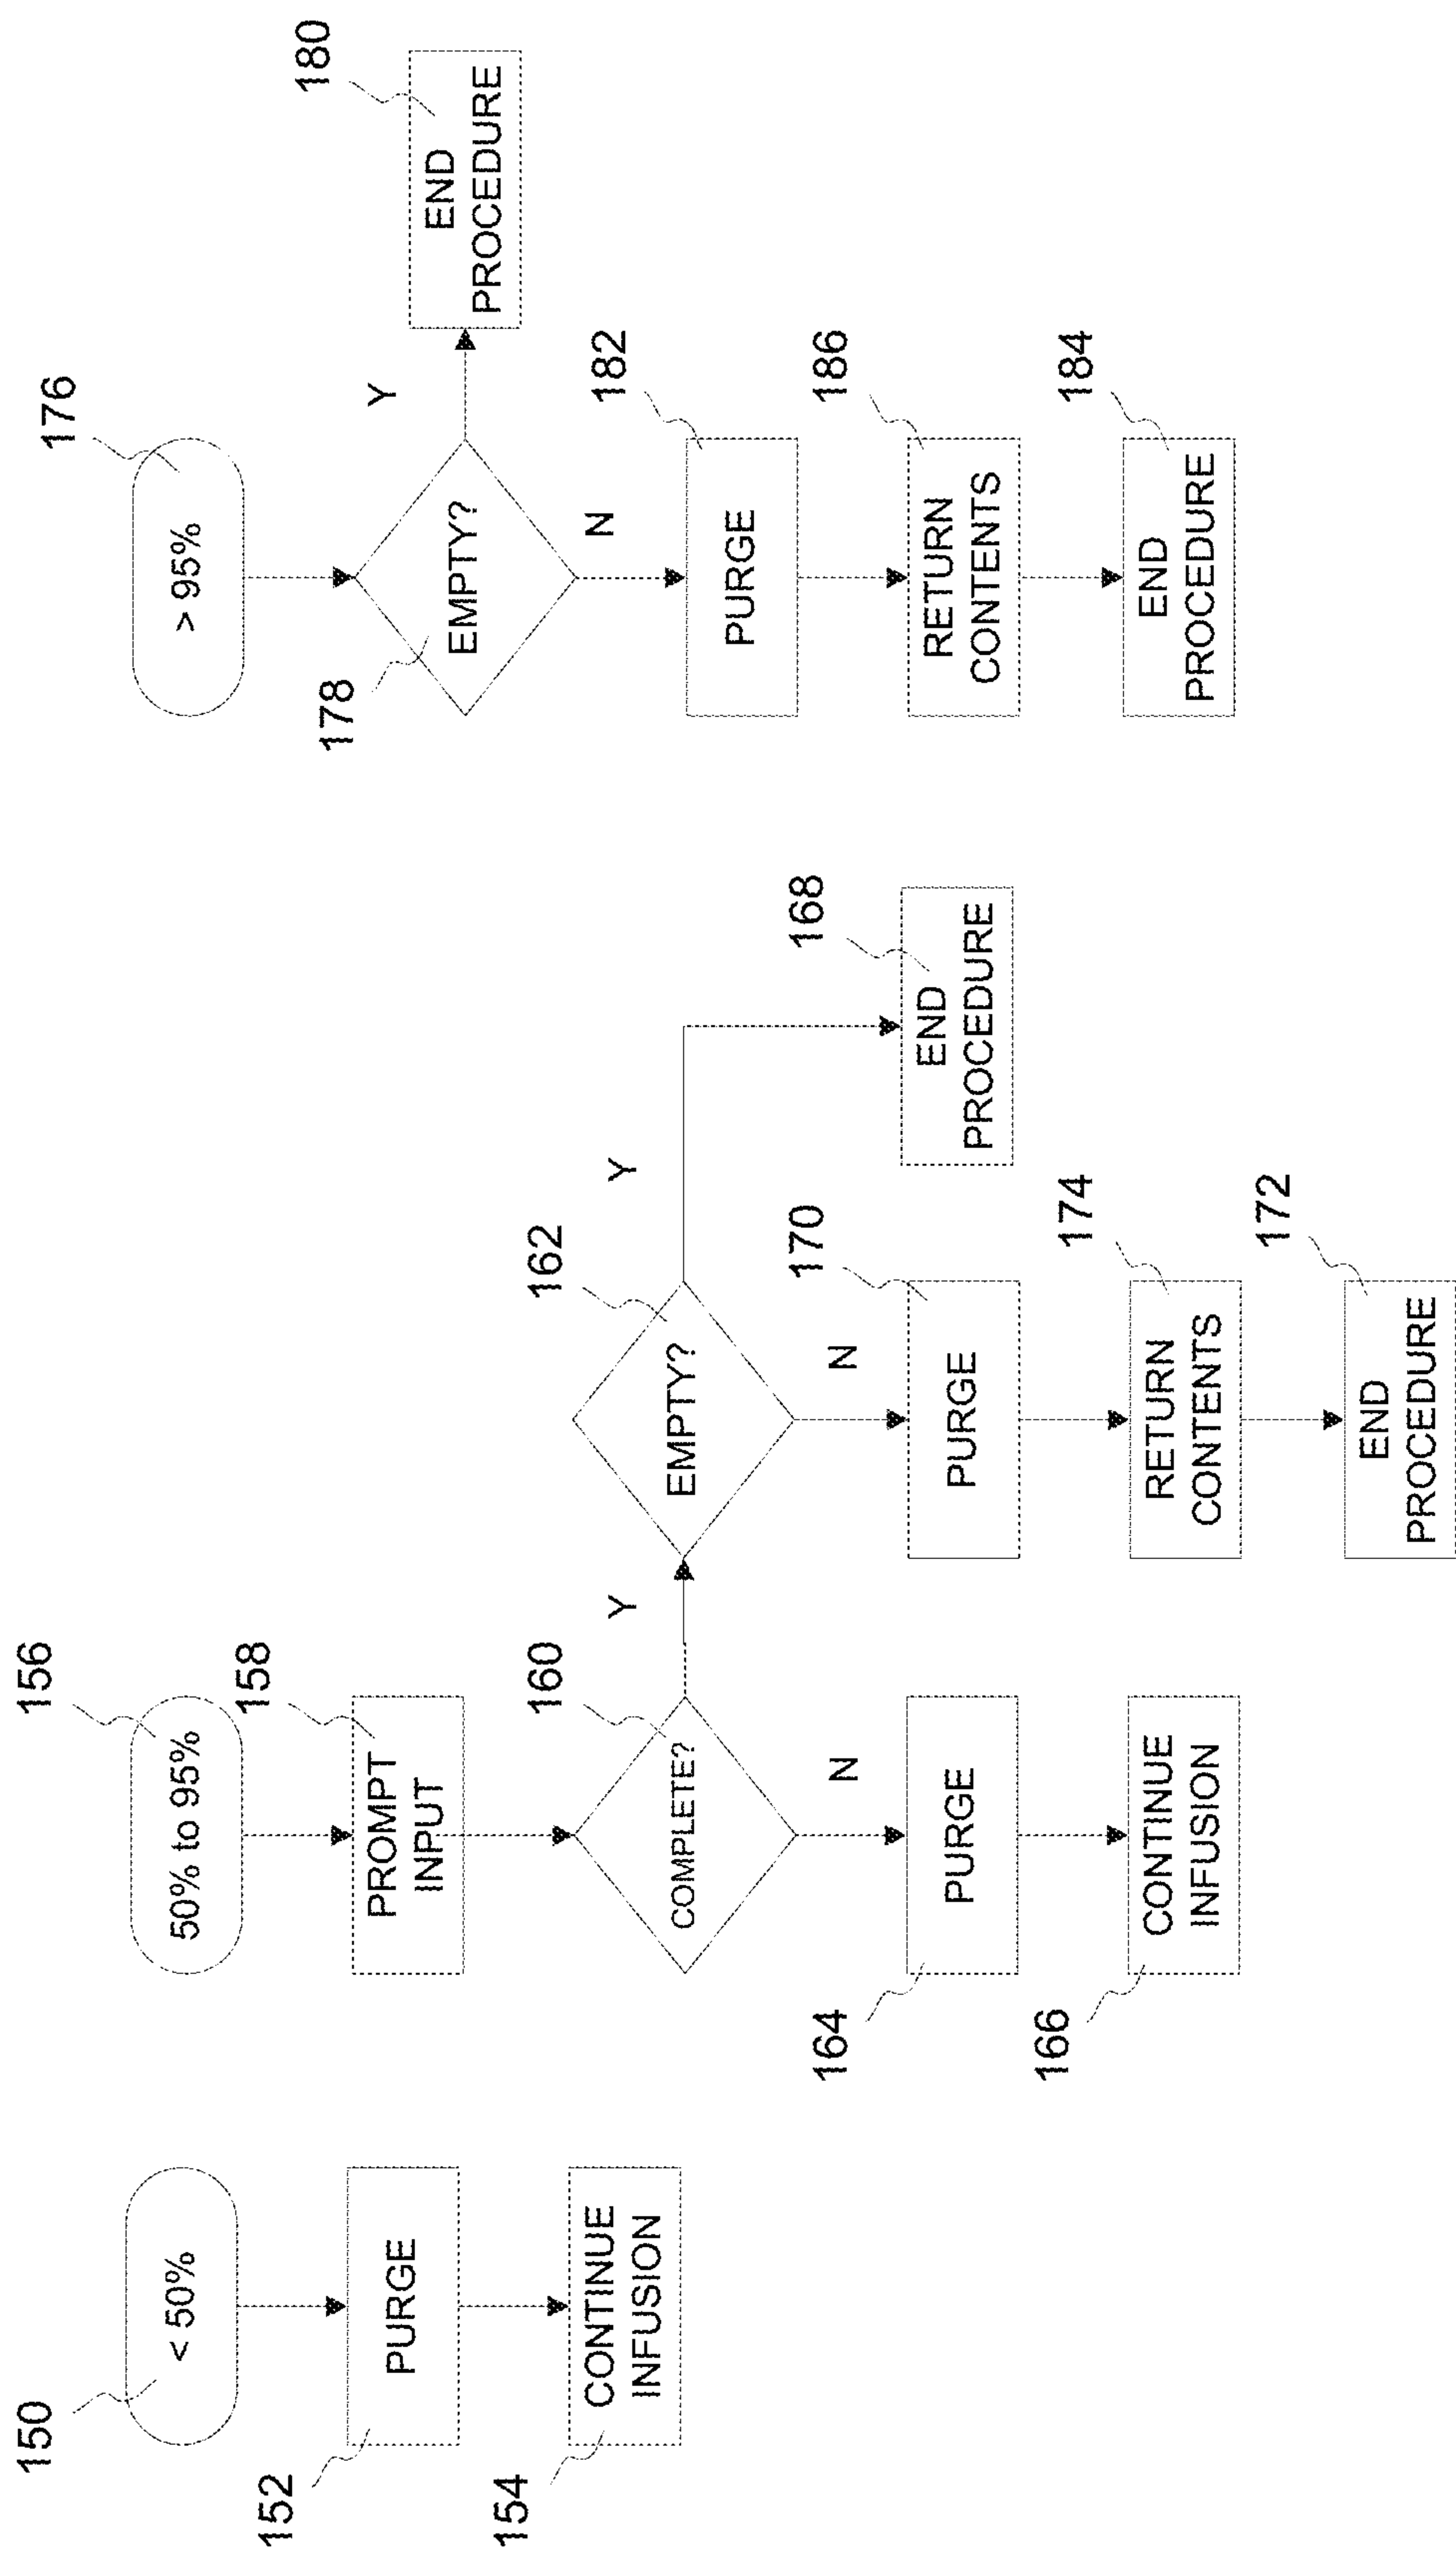 150
< 50%
152
PURGE
154
CONTINUE
INFUSION
156
50% to 95%
158
PROMPT
INPUT
160
COMPLETE?
Y
N
164
PURGE
166
CONTINUE
INFUSION
162
EMPTY?
Y
N
168
END
PROCEDURE
170
PURGE
174
RETURN
CONTENTS
172
END
PROCEDURE
176
> 95%
178
EMPTY?
Y
N
180
END
PROCEDURE
182
PURGE
186
RETURN
CONTENTS
184
END
PROCEDURE